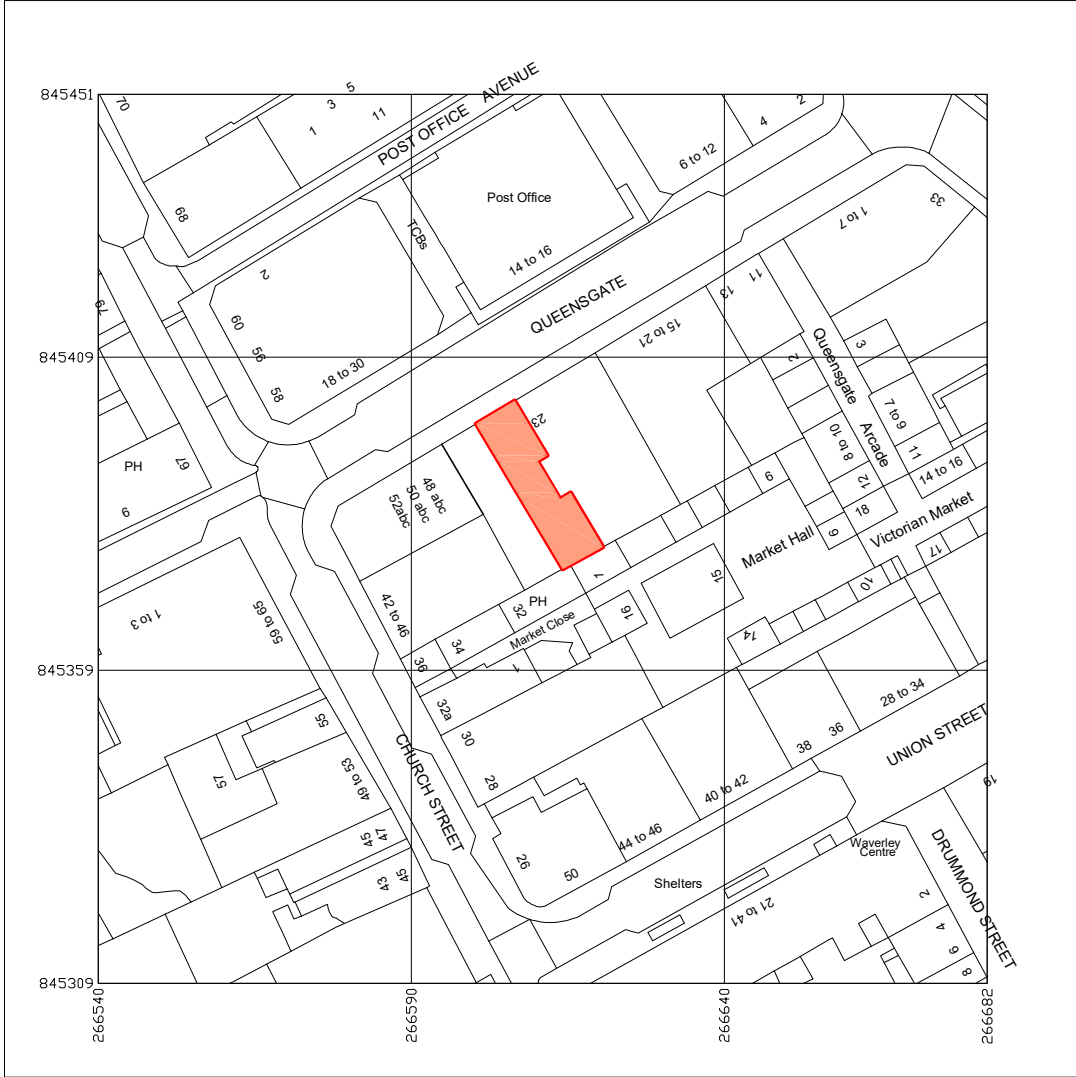 845451
845409
845359
845309
266540
266590
266640
266682
70
5
3
1
11
POST OFFICE AVENUE
2
4
6 to 12
68
Post Office
TCBs
14 to 16
1 to 7
33
QUEENSGATE
2
60
56
58
18 to 30
79
11
13
15 to 21
23
Queensgate
Arcade
2
3
7 to 9
11
8 to 10
12
14 to 16
18
9
9
Victorian Market
17
Market Hall
15
10
74
PH
67
9
48 abc
50 abc
52abc
42 to 46
1 to 3
59 to 65
PH
32
34
36
Market Close
7
16
1
32a
30
28
26
50
44 to 46
40 to 42
38
36
28 to 34
UNION STREET
19
CHURCH STREET
55
57
49 to 53
47
45
45
43
Shelters
Waverley
Centre
21 to 41
DRUMMOND STREET
2
4
6
8